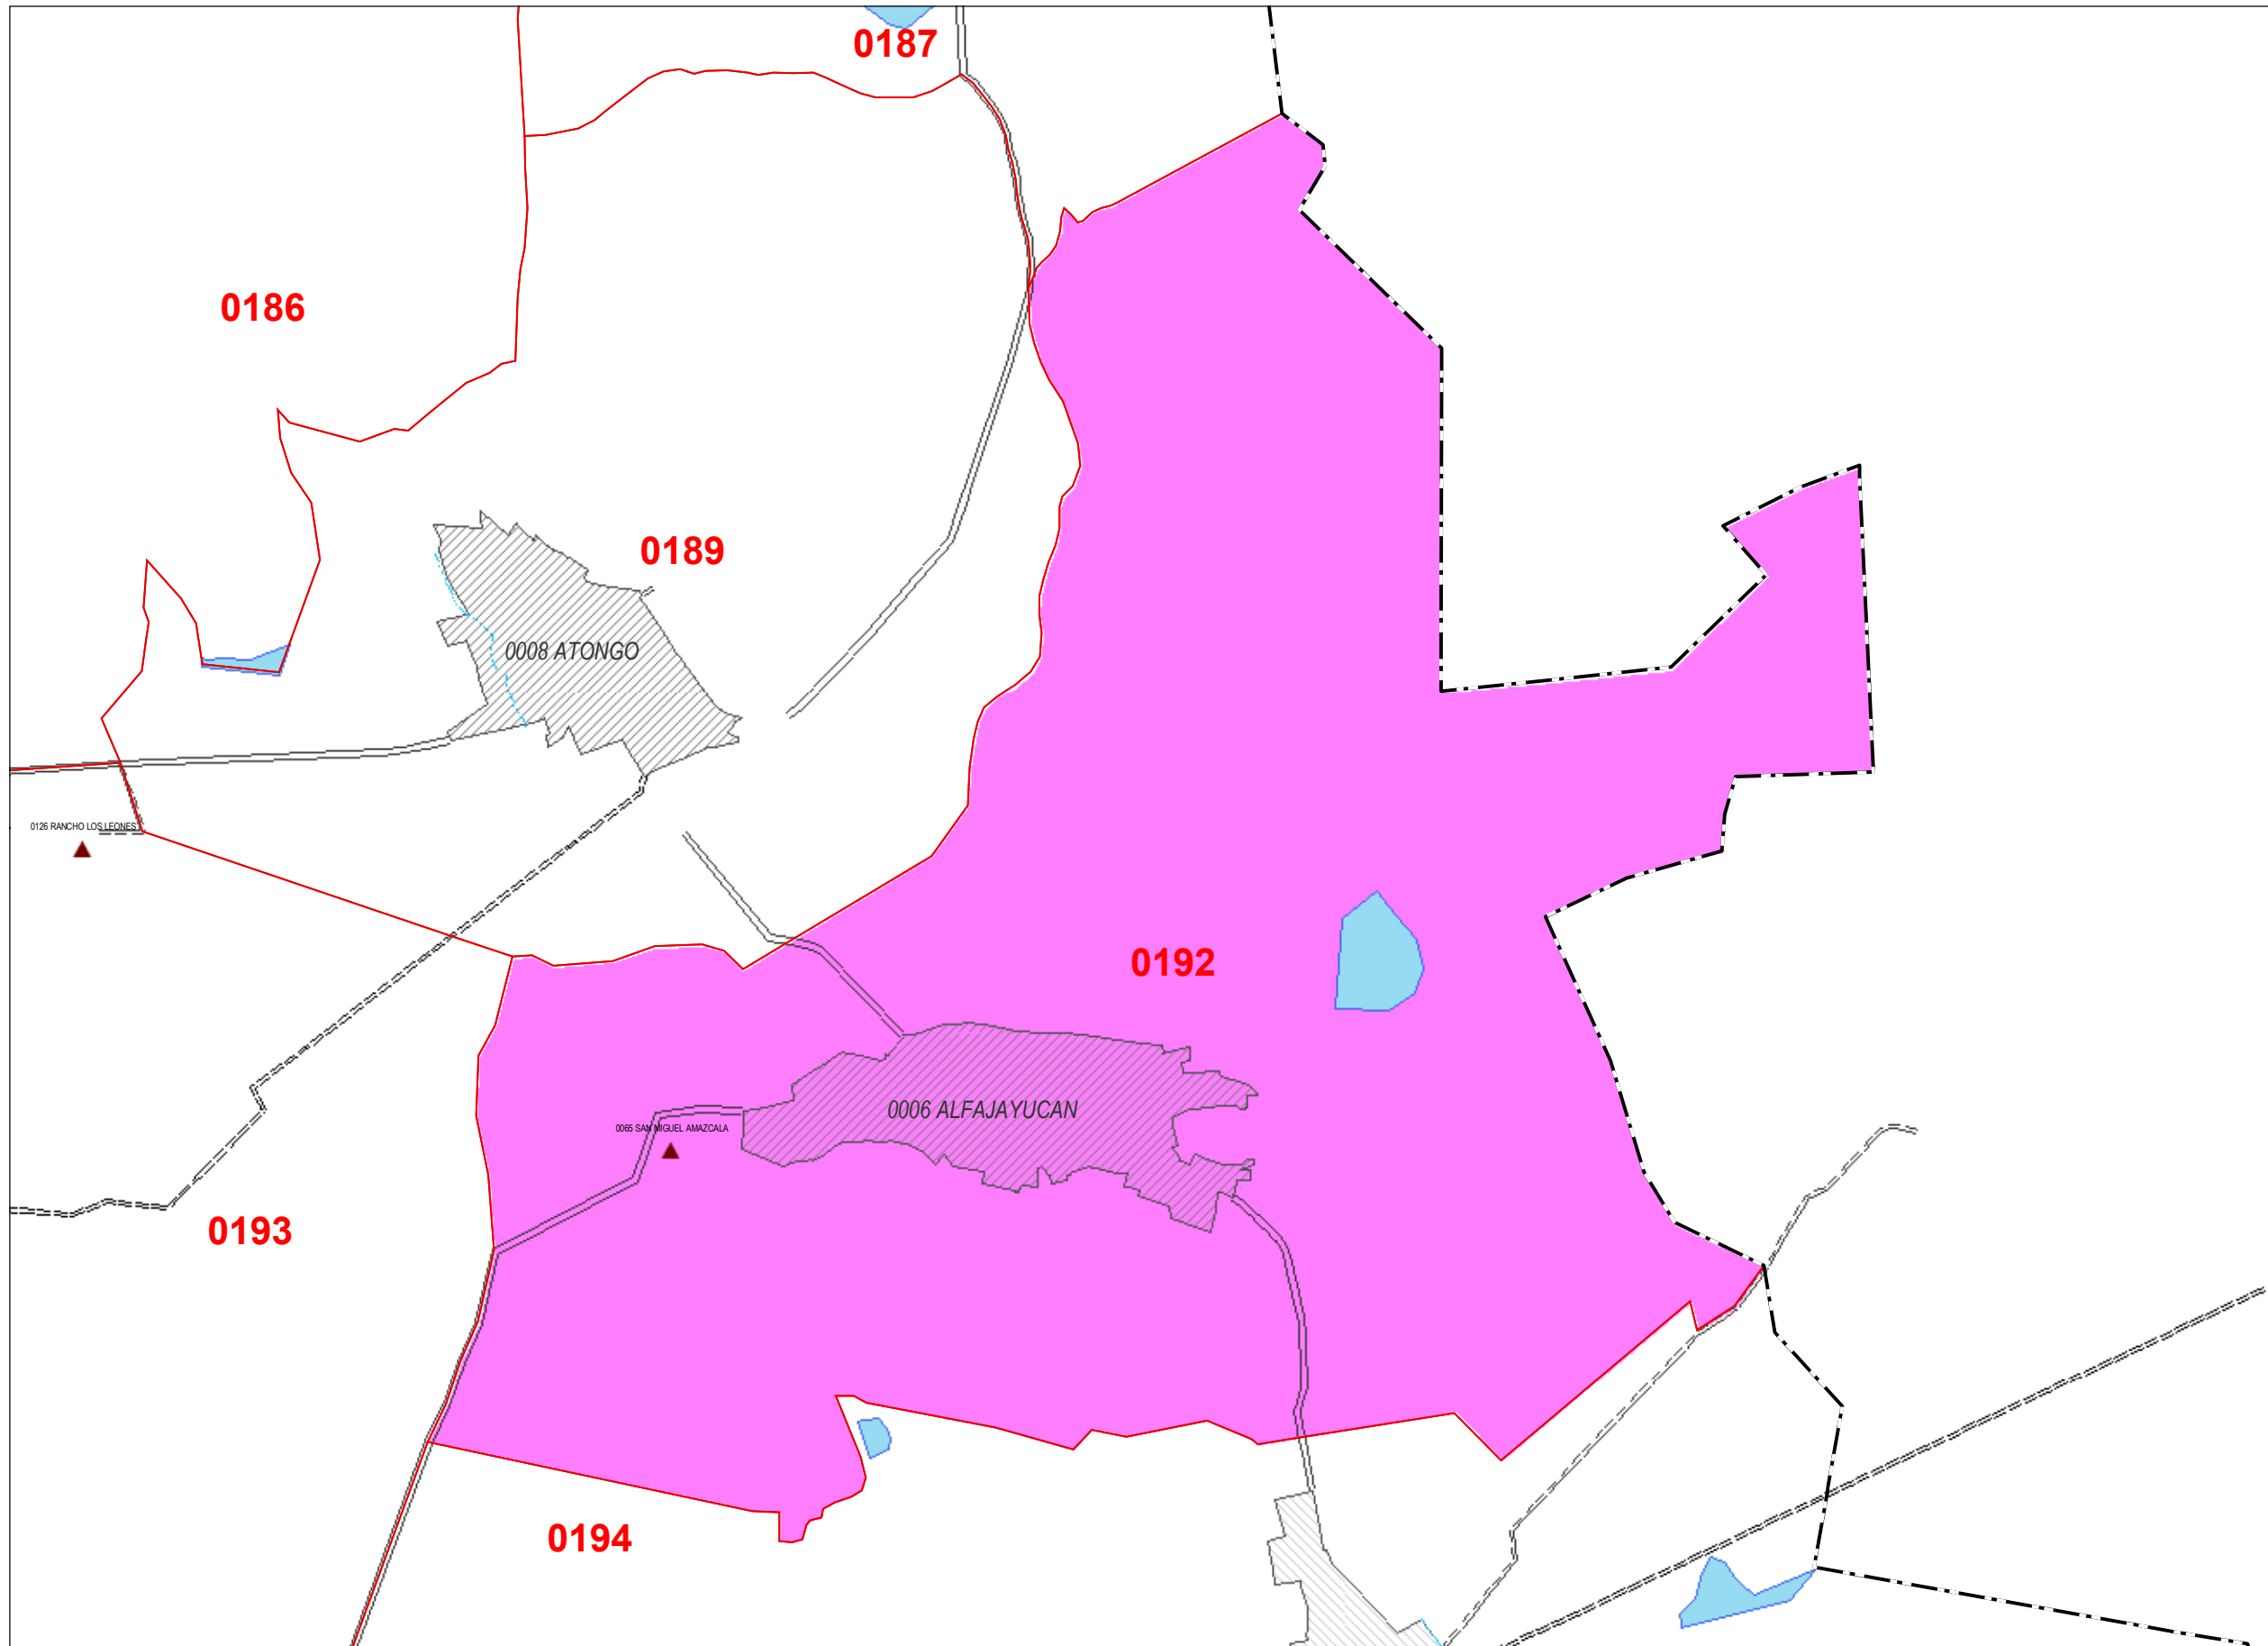 0187
0186
0189
0008 ATONGO
0126 RANCHO LOS LEONES
0192
0006 ALFAJAYUCAN
0065 SAN MIGUEL AMAZCALA
0193
0194